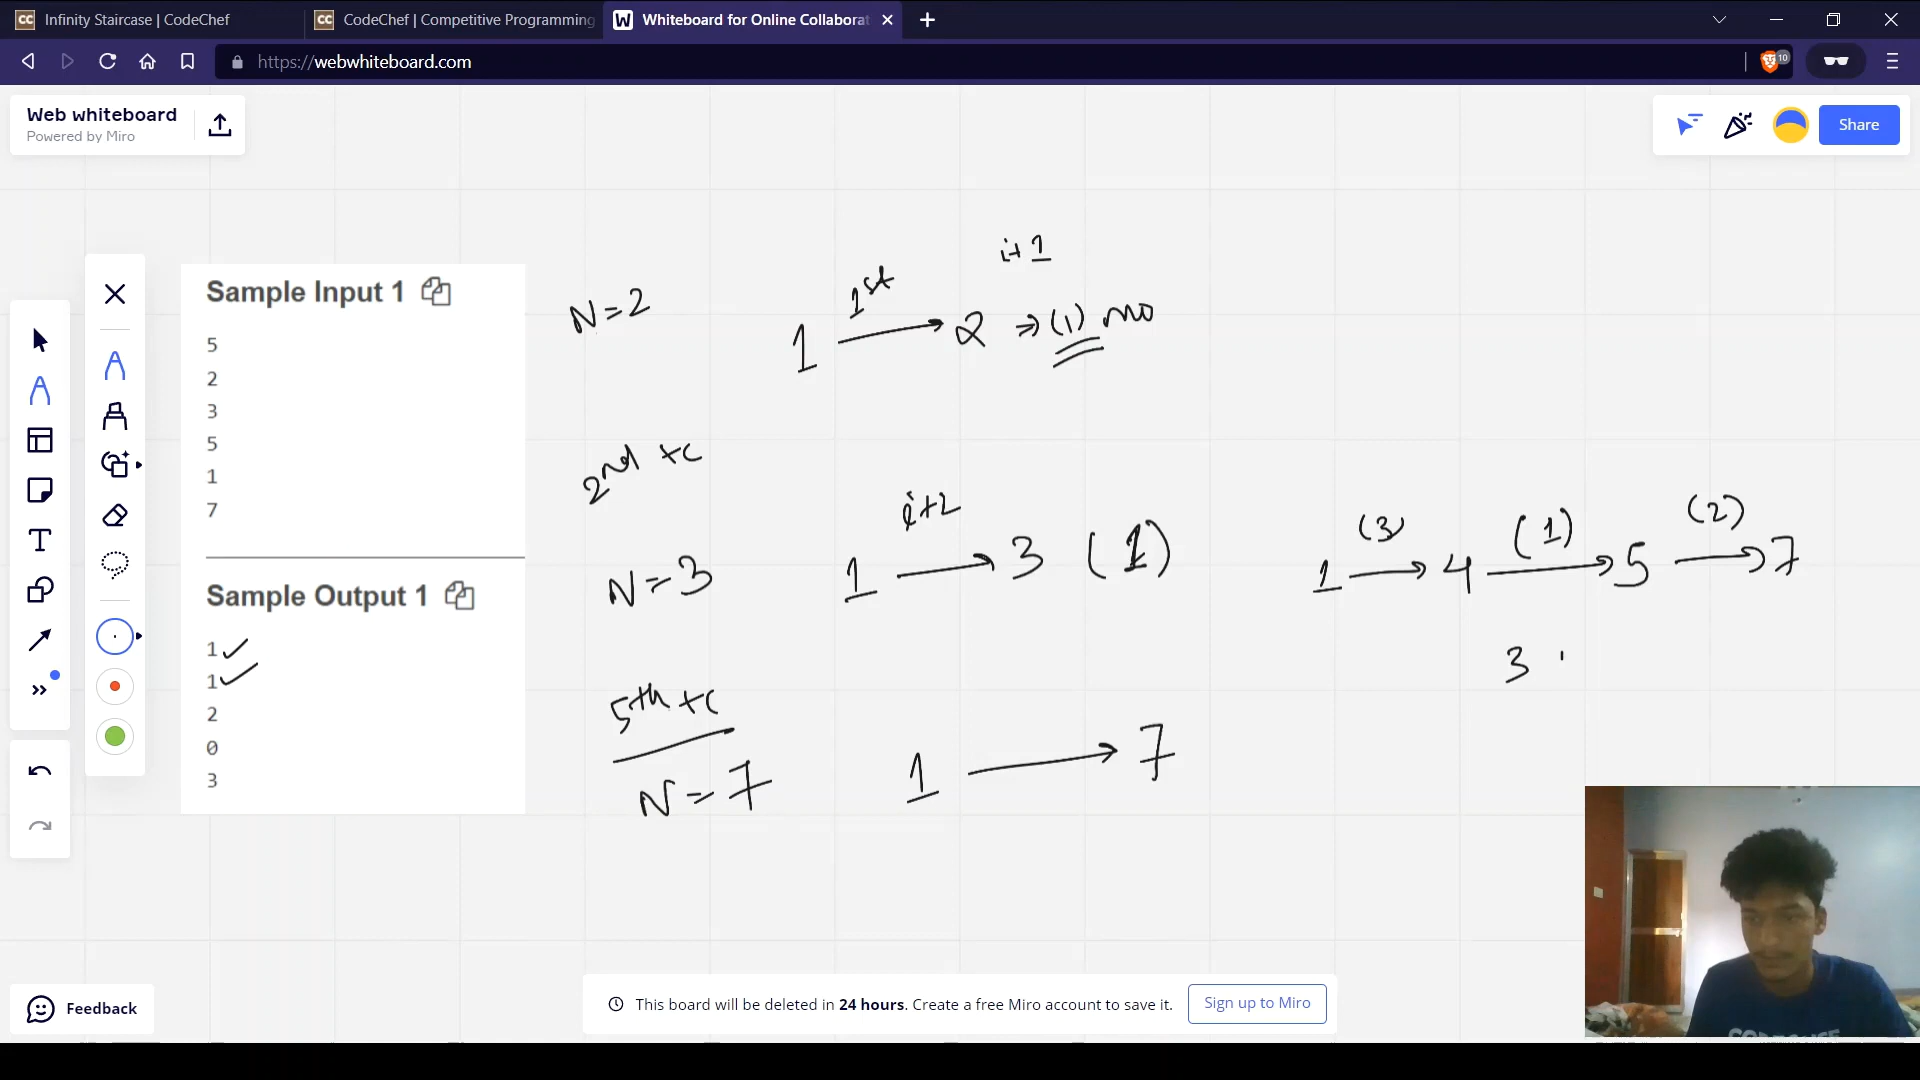 Infinity Staircase | CodeChef
CodeChef | Competitive Programming
Whiteboard for Online Collaborat
https://webwhiteboard.com
10
Web whiteboard
Powered by Miro
Share
Sample Input 1
5
2
3
5
1
7
Sample Output 1
1
1
2
0
3
N=2
1st
1 → 2 ⇒ (1) mo
i+1
2nd tc
N=3
i+2
1 → 3 (1)
5th tc
N=7
1 → 7
(3) (1) (2)
1 → 4 → 5 → 7
3
This board will be deleted in 24 hours. Create a free Miro account to save it.
Sign up to Miro
Feedback